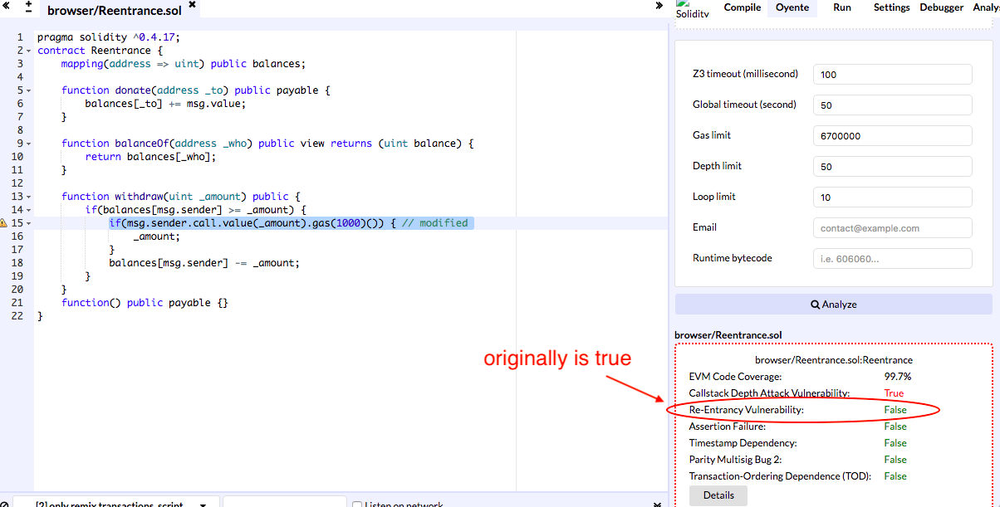 browser/Reentrance.sol
Solidity Compile Oyente Run Settings Debugger Analy
1 pragma solidity ^0.4.17;
2 contract Reentrance {
3 mapping(address => uint) public balances;
4
5 function donate(address _to) public payable {
6 balances[_to] += msg.value;
7 }
8
9 function balanceOf(address _who) public view returns (uint balance) {
10 return balances[_who];
11 }
12
13 function withdraw(uint _amount) public {
14 if(balances[msg.sender] >= _amount) {
15 if(msg.sender.call.value(_amount).gas(1000)()) { // modified
16 _amount;
17 }
18 balances[msg.sender] -= _amount;
19 }
20 }
21 function() public payable {}
22 }
originally is true
Z3 timeout (millisecond) 100
Global timeout (second) 50
Gas limit 6700000
Depth limit 50
Loop limit 10
Email contact@example.com
Runtime bytecode i.e. 606060...
Analyze
browser/Reentrance.sol
browser/Reentrance.sol:Reentrance
EVM Code Coverage: 99.7%
Callstack Depth Attack Vulnerability: True
Re-Entrancy Vulnerability: False
Assertion Failure: False
Timestamp Dependency: False
Parity Multisig Bug 2: False
Transaction-Ordering Dependence (TOD): False
Details
[2] only remix transactions, script
Listen on network